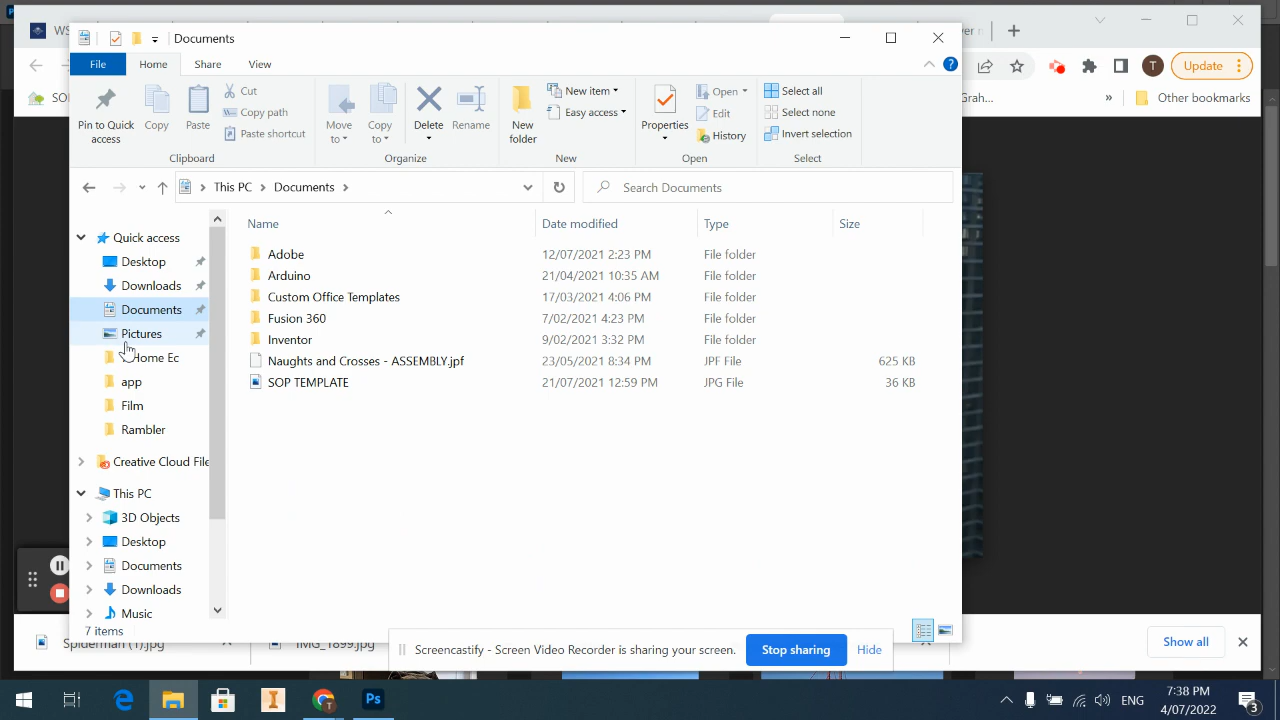 Documents
File Home Share View
Pin to Quick access
Copy
Paste
Cut
Copy path
Paste shortcut
Clipboard
Move to
Copy to
Delete
Rename
Organize
New folder
New item
Easy access
New
Properties
Open
Edit
History
Open
Select all
Select none
Invert selection
Select
T Update
Grah...
» Other bookmarks
This PC > Documents >
Search Documents
Name Date modified Type Size
Adobe 12/07/2021 2:23 PM File folder
Arduino 21/04/2021 10:35 AM File folder
Custom Office Templates 17/03/2021 4:06 PM File folder
Fusion 360 7/02/2021 4:23 PM File folder
Inventor 9/02/2021 3:32 PM File folder
Noughts and Crosses - ASSEMBLY.jpf 23/05/2021 8:34 PM JPF File 625 KB
SOP TEMPLATE 21/07/2021 12:59 PM JPG File 36 KB
Quick access
Desktop
Downloads
Documents
Pictures
Home Ec
app
Film
Rambler
Creative Cloud File
This PC
3D Objects
Desktop
Documents
Downloads
Music
7 items
Spiderman (1).jpg
IMG_1899.jpg
Screencastify - Screen Video Recorder is sharing your screen.
Stop sharing
Hide
Show all
Ps
ENG
7:38 PM
4/07/2022
3